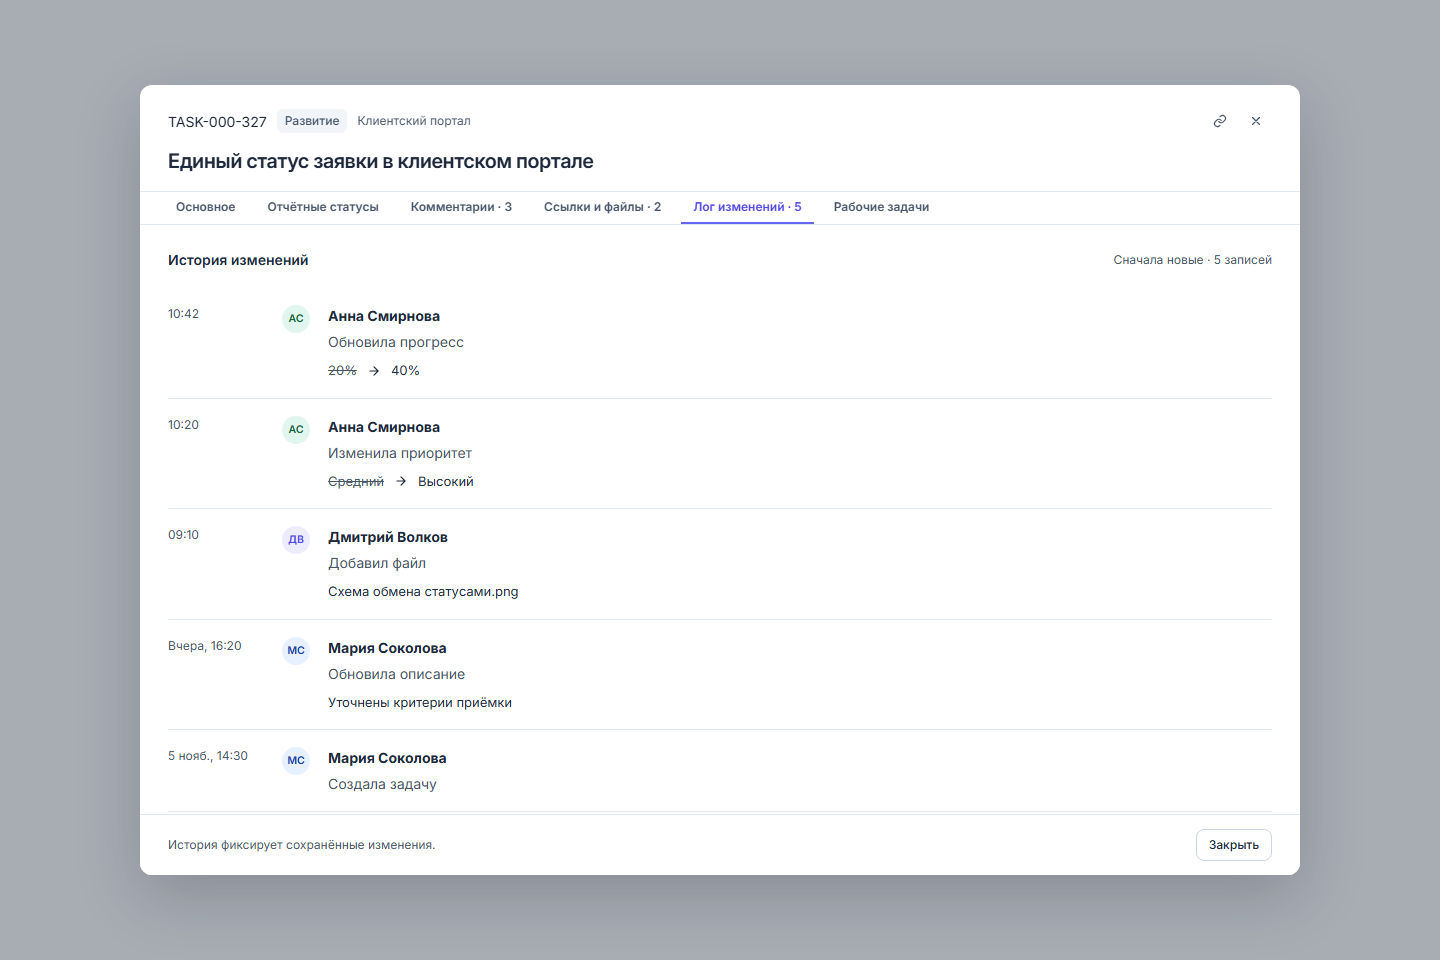 TASK-000-327 Развитие Клиентский портал
Единый статус заявки в клиентском портале
Основное Отчётные статусы Комментарии · 3 Ссылки и файлы · 2 Лог изменений · 5 Рабочие задачи
История изменений Сначала новые · 5 записей
10:42 АС Анна Смирнова
Обновила прогресс
20% → 40%
10:20 АС Анна Смирнова
Изменила приоритет
Средний → Высокий
09:10 ДВ Дмитрий Волков
Добавил файл
Схема обмена статусами.png
Вчера, 16:20 МС Мария Соколова
Обновила описание
Уточнены критерии приёмки
5 нояб., 14:30 МС Мария Соколова
Создала задачу
История фиксирует сохранённые изменения. Закрыть